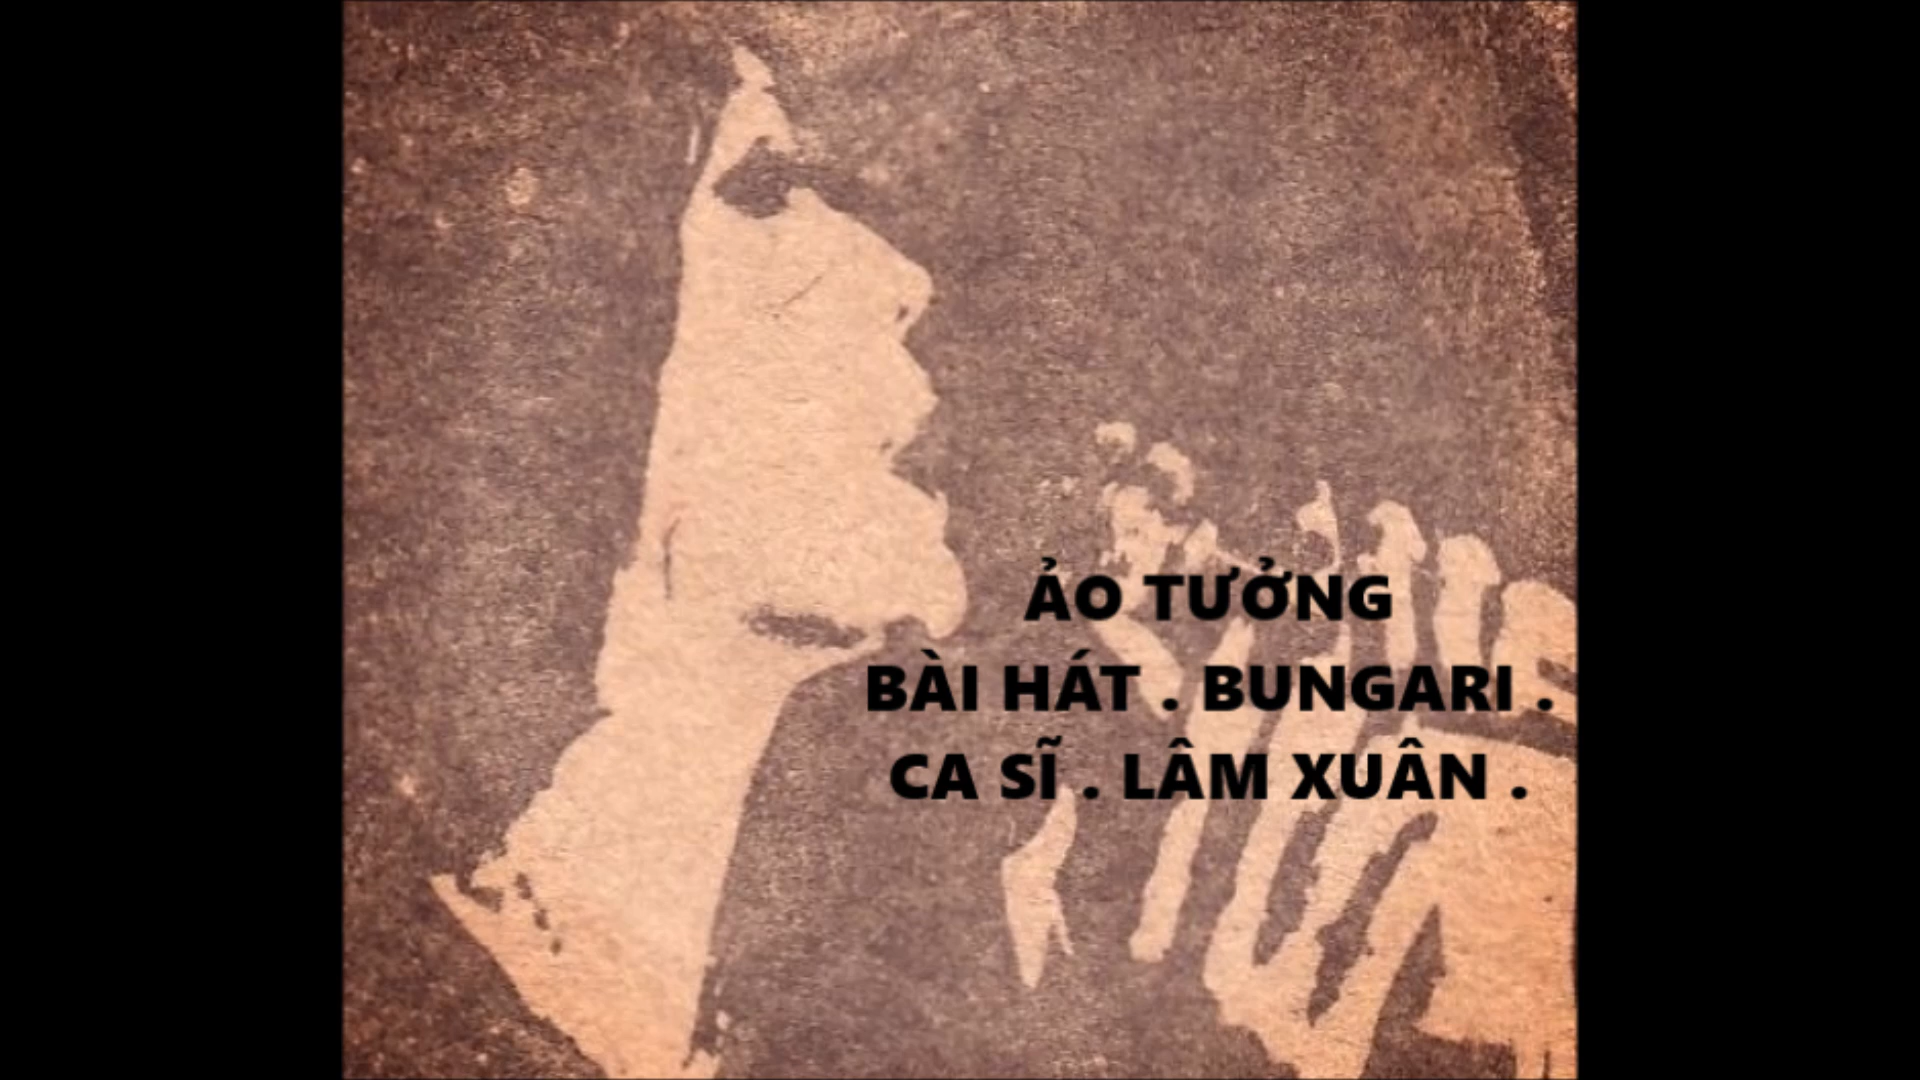 ẢO TƯỞNG
BÀI HÁT . BUNGARI .
CA SĨ . LÂM XUÂN .